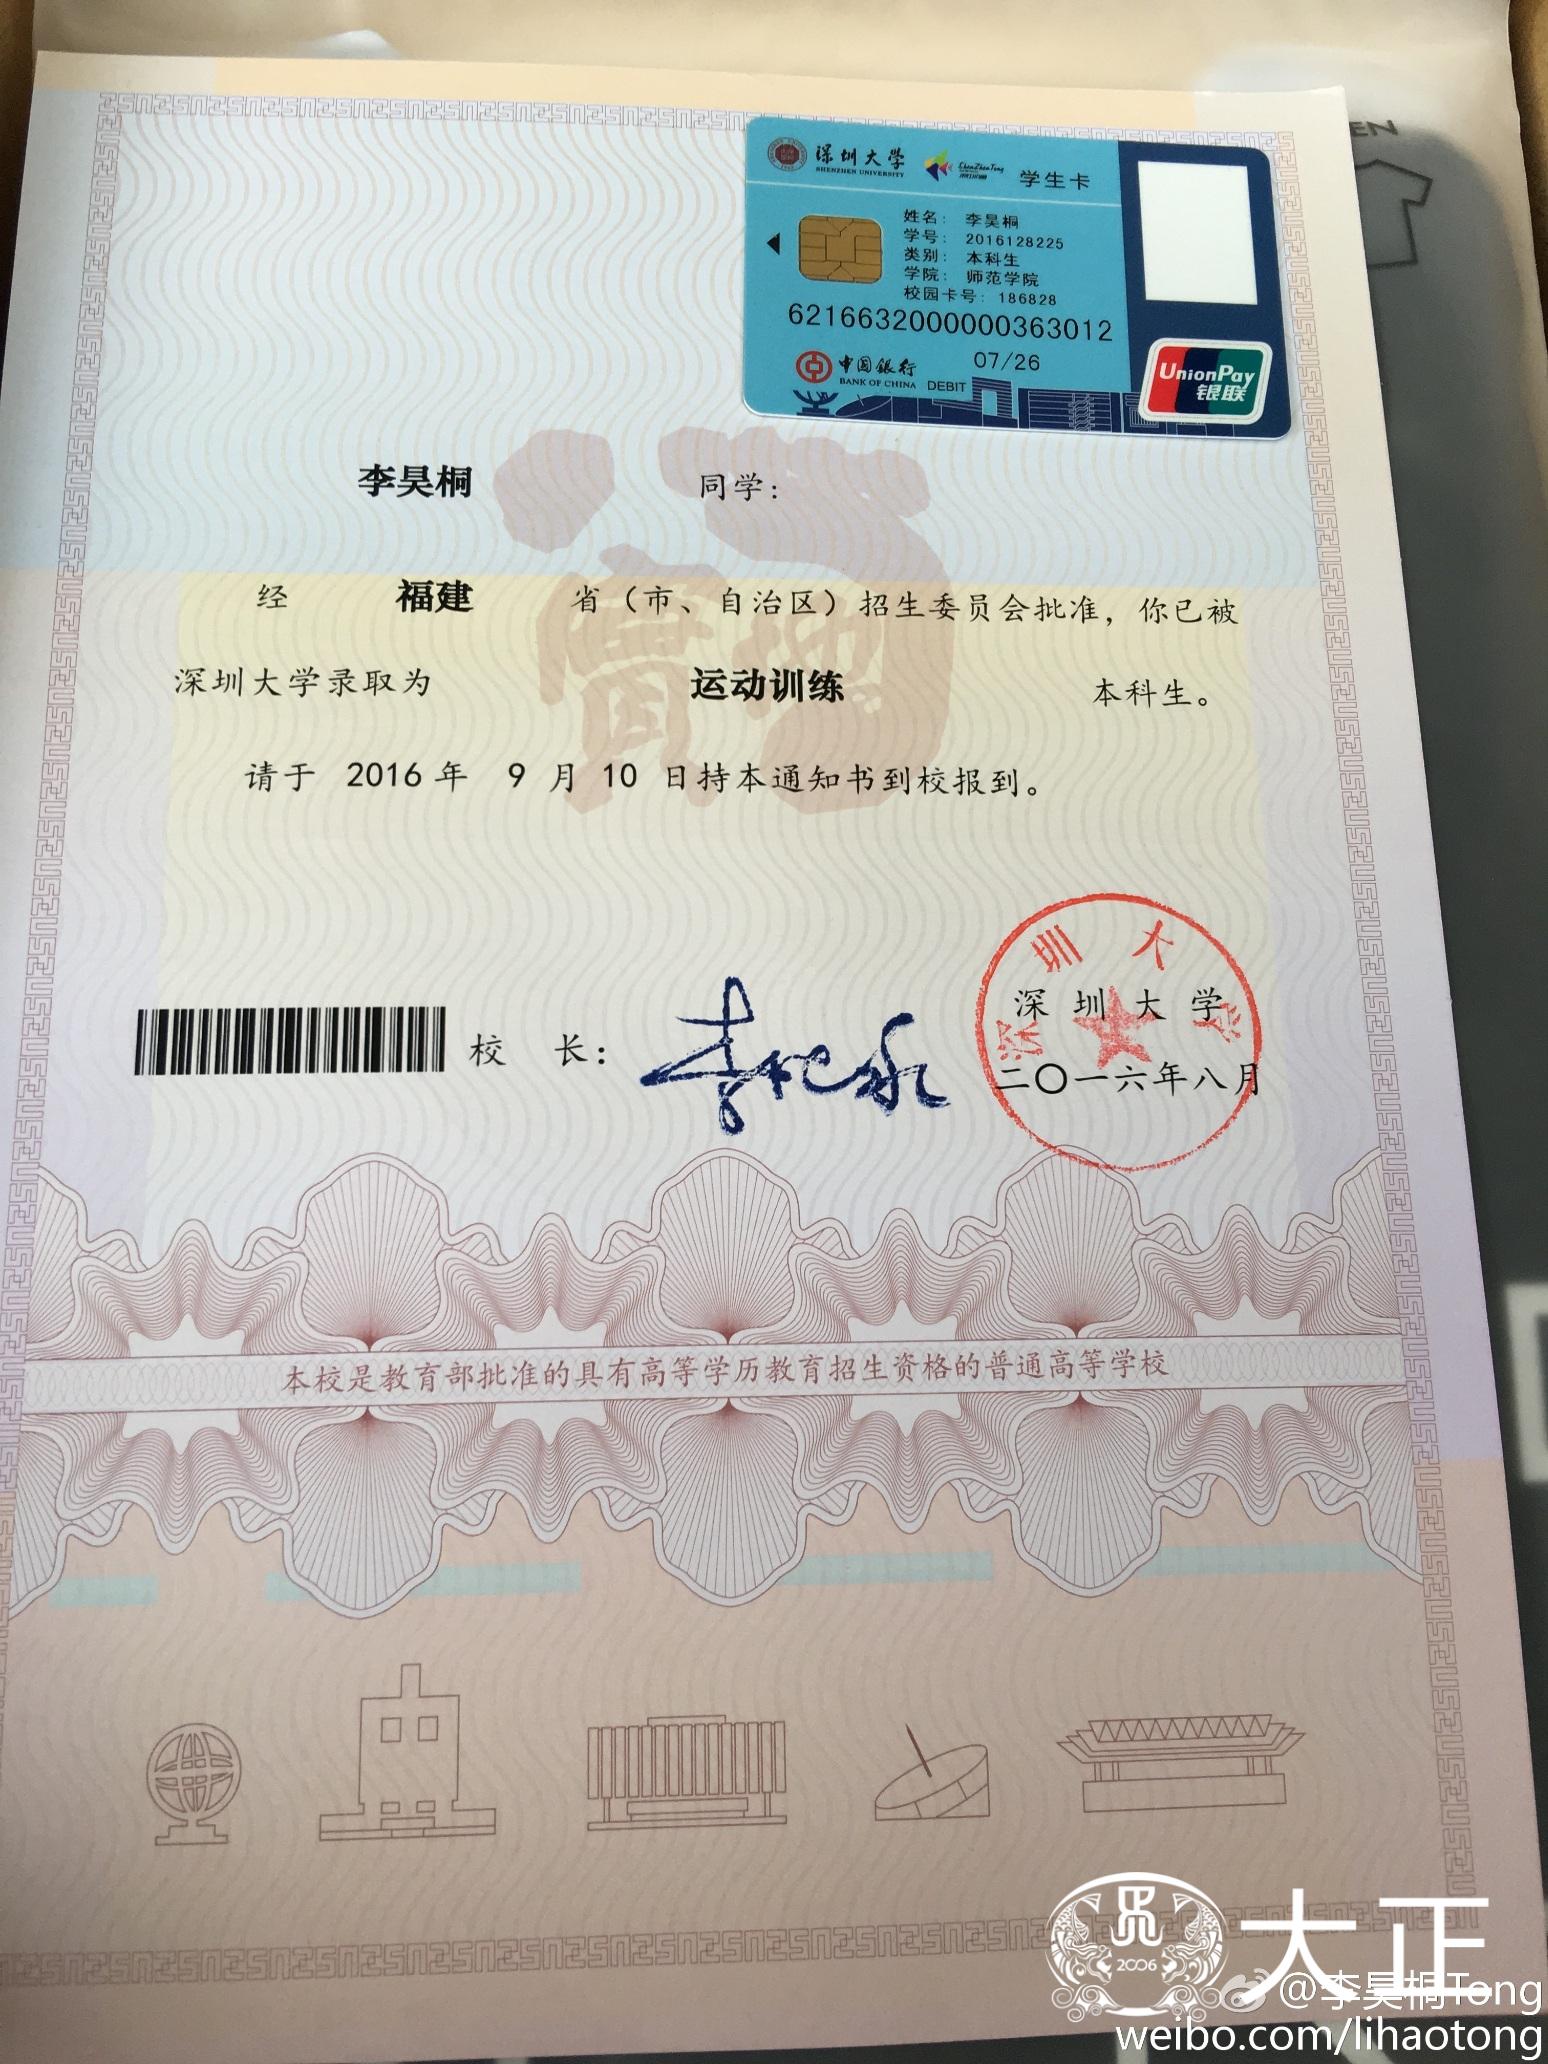 EN
深圳大学
SHENZHEN UNIVERSITY
ShenZhenTong
学生卡
姓名: 李昊桐
学号: 2016128225
类别: 本科生
学院: 师范学院
校园卡号: 186828
6216632000000363012
07/26
中国银行
BANK OF CHINA DEBIT
UnionPay
银联
李昊桐 同学：
经 福建 省（市、自治区）招生委员会批准，你已被
深圳大学录取为 运动训练 本科生。
请于 2016 年 9 月 10 日持本通知书到校报到。
深圳大学
校 长：
深 圳 大 学
二〇一六年八月
本校是教育部批准的具有高等学历教育招生资格的普通高等学校
2006
大正
@李昊桐Tong
weibo.com/lihaotong